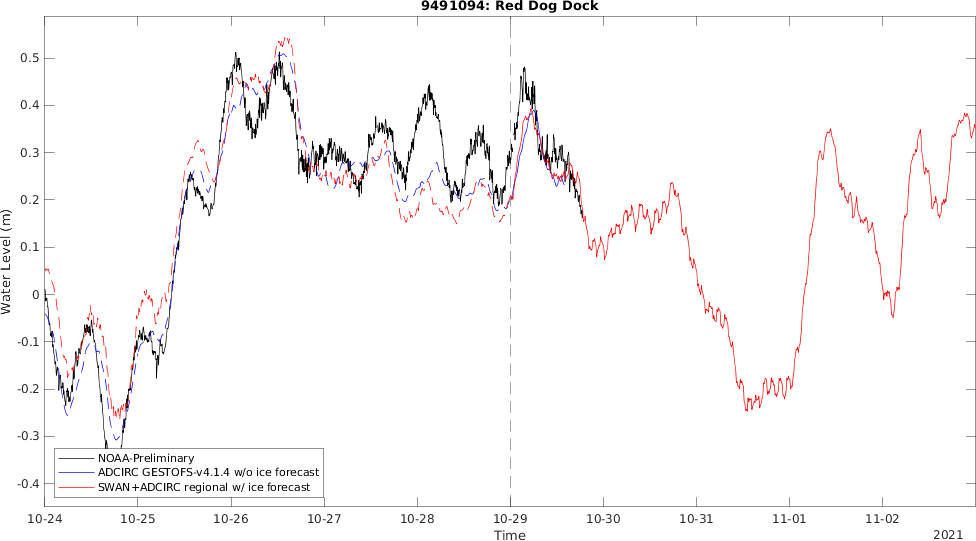 9491094: Red Dog Dock
Water Level (m)
0.5
0.4
0.3
0.2
0.1
0
-0.1
-0.2
-0.3
-0.4
NOAA-Preliminary
ADCIRC GESTOFS-v4.1.4 w/o ice forecast
SWAN+ADCIRC regional w/ ice forecast
10-24 10-25 10-26 10-27 10-28 10-29 10-30 10-31 11-01 11-02
Time
2021